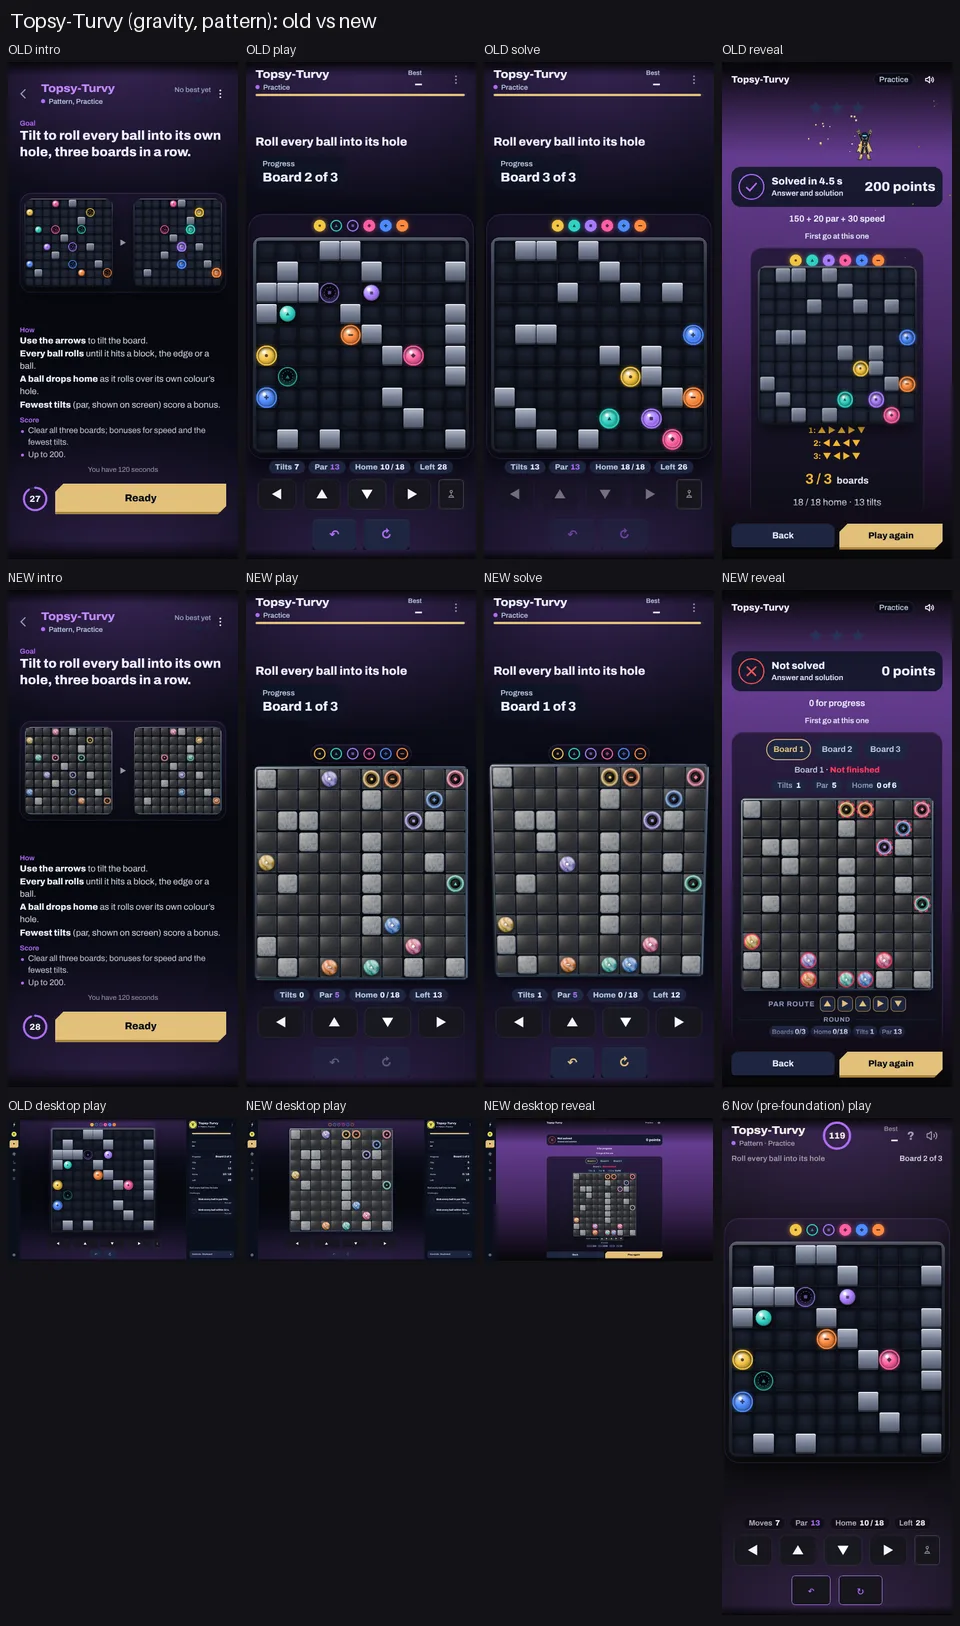 Topsy-Turvy (gravity, pattern): old vs new
OLD intro
Topsy-Turvy
Pattern, Practice
No best yet
Goal
Tilt to roll every ball into its own
hole, three boards in a row.
How
Use the arrows to tilt the board.
Every ball rolls until it hits a block, the edge or a
ball.
A ball drops home as it rolls over its own colour's
hole.
Fewest tilts (par, shown on screen) score a bonus.
Score
Clear all three boards; bonuses for speed and the
fewest tilts.
Up to 200.
You have 120 seconds
27
Ready
OLD play
Topsy-Turvy
Practice
Best
Roll every ball into its hole
Progress
Board 2 of 3
Tilts 7
Par 13
Home 10/18
Left 28
OLD solve
Topsy-Turvy
Practice
Best
Roll every ball into its hole
Progress
Board 3 of 3
Tilts 13
Par 13
Home 18/18
Left 26
OLD reveal
Topsy-Turvy
Practice
Solved in 4.5 s
Answer and solution
200 points
150 + 20 par + 30 speed
First go at this one
1:
2:
3:
3/3 boards
18/18 home · 13 tilts
Back
Play again
NEW intro
Topsy-Turvy
Pattern, Practice
No best yet
Goal
Tilt to roll every ball into its own
hole, three boards in a row.
How
Use the arrows to tilt the board.
Every ball rolls until it hits a block, the edge or a
ball.
A ball drops home as it rolls over its own colour's
hole.
Fewest tilts (par, shown on screen) score a bonus.
Score
Clear all three boards; bonuses for speed and the
fewest tilts.
Up to 200.
You have 120 seconds
28
Ready
NEW play
Topsy-Turvy
Practice
Best
Roll every ball into its hole
Progress
Board 1 of 3
Tilts 0
Par 5
Home 0/18
Left 13
NEW solve
Topsy-Turvy
Practice
Best
Roll every ball into its hole
Progress
Board 1 of 3
Tilts 1
Par 5
Home 0/18
Left 12
NEW reveal
Topsy-Turvy
Practice
Not solved
Answer and solution
0 points
0 for progress
First go at this one
Board 1
Board 2
Board 3
Board 1 · Not finished
Tilts 1
Par 5
Home 0 of 6
PAR ROUTE
ROUND
Boards 0/3
Home 0/18
Tilts 1
Par 13
Back
Play again
OLD desktop play
Topsy-Turvy
NEW desktop play
Topsy-Turvy
NEW desktop reveal
6 Nov (pre-foundation) play
Topsy-Turvy
Pattern · Practice
119
Best
?
Roll every ball into its hole
Board 2 of 3
Moves 7
Par 13
Home 10/18
Left 28